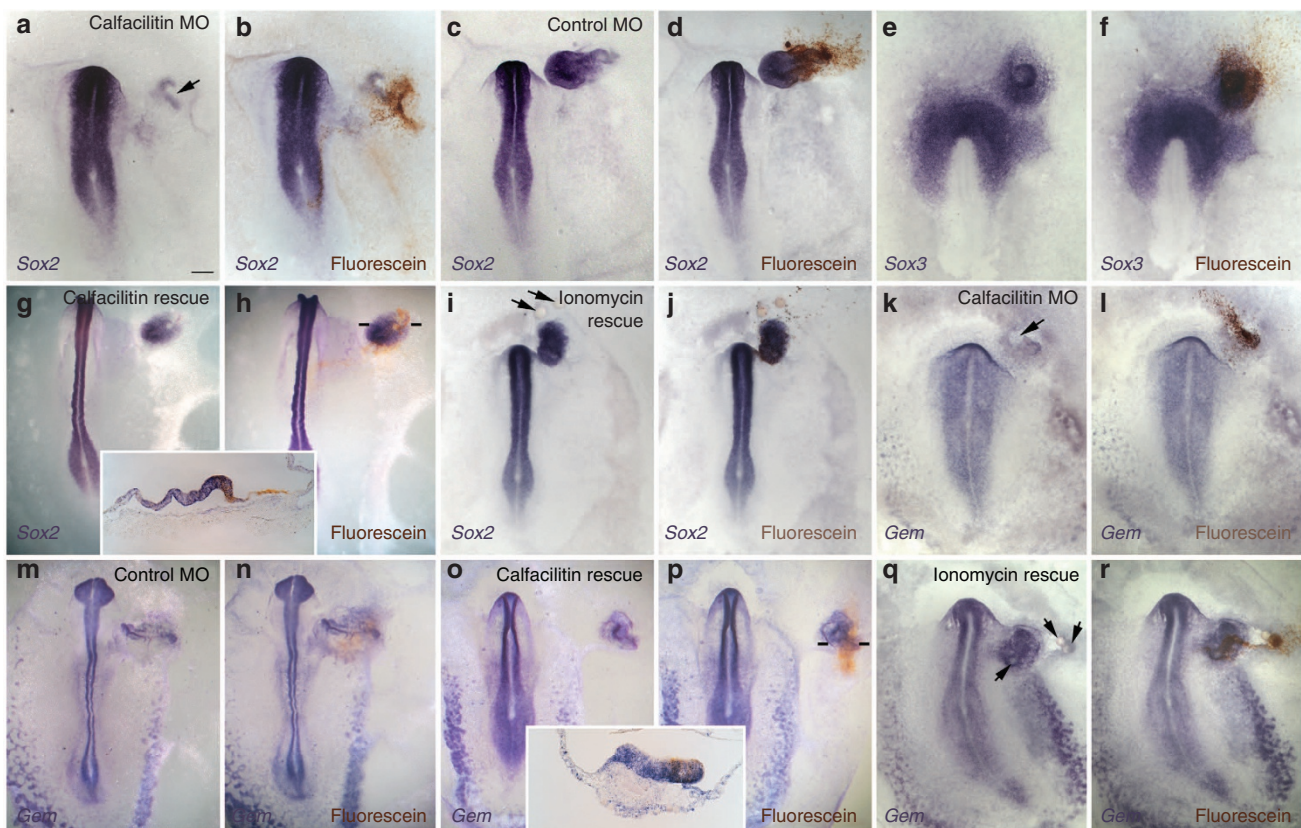 a Calfacilitin MO
b
c Control MO
d
e
f
Sox2
Sox2 Fluorescein
Sox2
Sox2 Fluorescein
Sox3
Sox3 Fluorescein
g Calfacilitin rescue
h
i Ionomycin
rescue
j
k Calfacilitin MO
l
Sox2
Fluorescein
Sox2
Sox2 Fluorescein
Gem
Gem Fluorescein
m Control MO
n
o Calfacilitin rescue
p
q Ionomycin rescue
r
Gem
Gem Fluorescein
Gem
Fluorescein
Gem
Gem Fluorescein